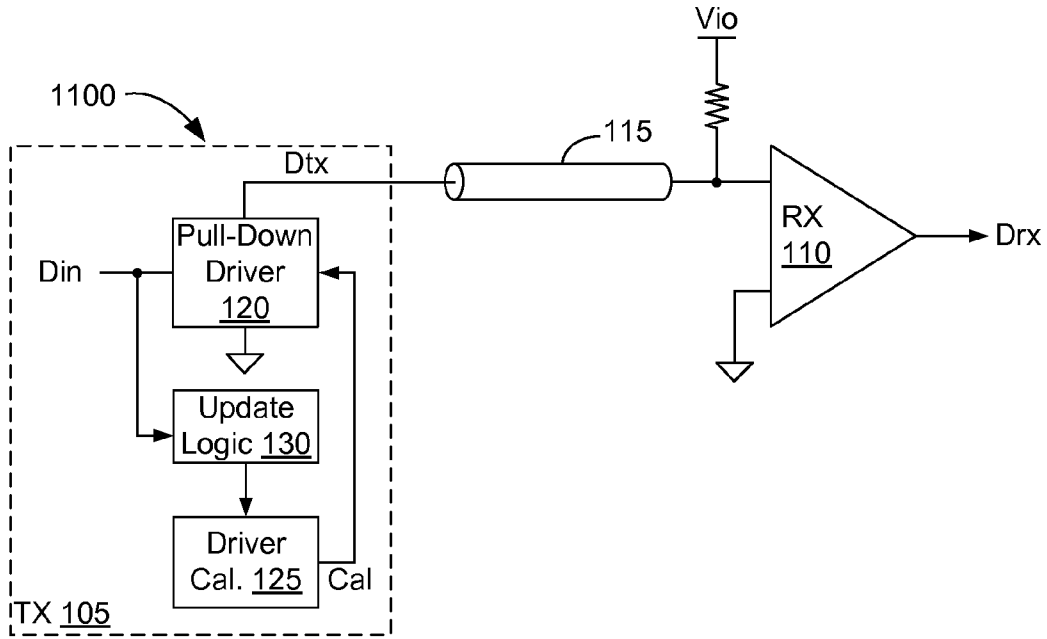 Vio
1100
115
Dtx
RX
110
Drx
Pull-Down
Driver
120
Din
Update
Logic 130
Driver
Cal. 125
Cal
TX 105